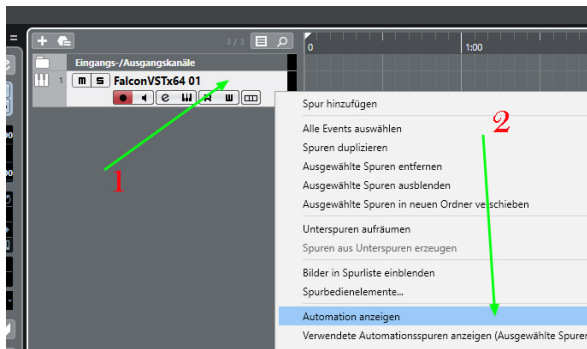 3/3
0
1:00
Eingangs-/Ausgangskanäle
1 m S FalconVSTx64 01
e R W
1
2
Spur hinzufügen
Alle Events auswählen
Spuren duplizieren
Ausgewählte Spuren entfernen
Ausgewählte Spuren ausblenden
Ausgewählte Spuren in neuen Ordner verschieben
Unterspuren aufräumen
Spuren aus Unterspuren erzeugen
Bilder in Spurliste einblenden
Spurbedienelemente...
Automation anzeigen
Verwendete Automationsspuren anzeigen (Ausgewählte Spuren